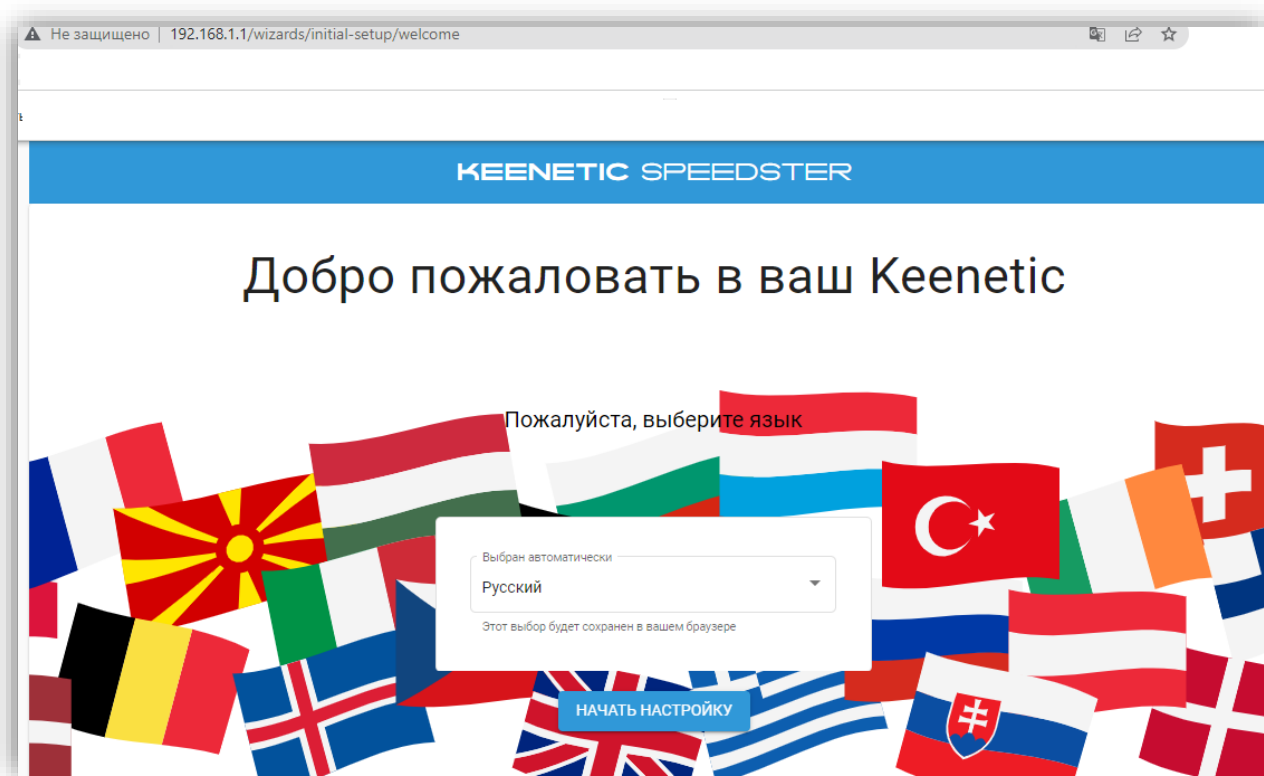 Не защищено | 192.168.1.1/wizards/initial-setup/welcome
KEENETIC SPEEDSTER
Добро пожаловать в ваш Keenetic
Пожалуйста, выберите язык
Выбран автоматически
Русский
Этот выбор будет сохранен в вашем браузере
НАЧАТЬ НАСТРОЙКУ